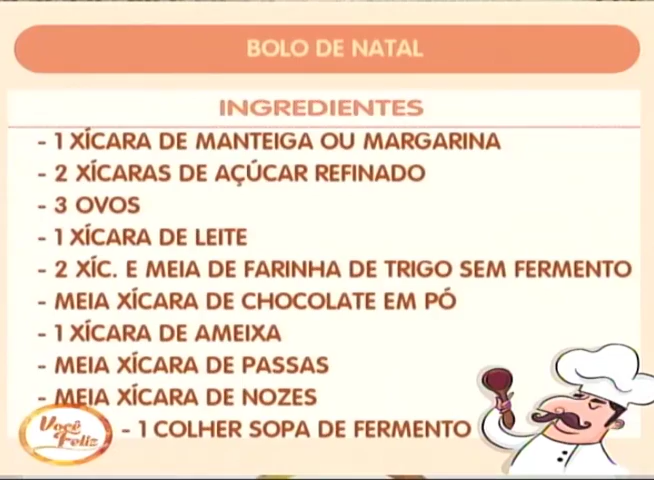 BOLO DE NATAL
INGREDIENTES
- 1 XÍCARA DE MANTEIGA OU MARGARINA
- 2 XÍCARAS DE AÇÚCAR REFINADO
- 3 OVOS
- 1 XÍCARA DE LEITE
- 2 XÍC. E MEIA DE FARINHA DE TRIGO SEM FERMENTO
- MEIA XÍCARA DE CHOCOLATE EM PÓ
- 1 XÍCARA DE AMEIXA
- MEIA XÍCARA DE PASSAS
- MEIA XÍCARA DE NOZES
- 1 COLHER SOPA DE FERMENTO
Você
Feliz